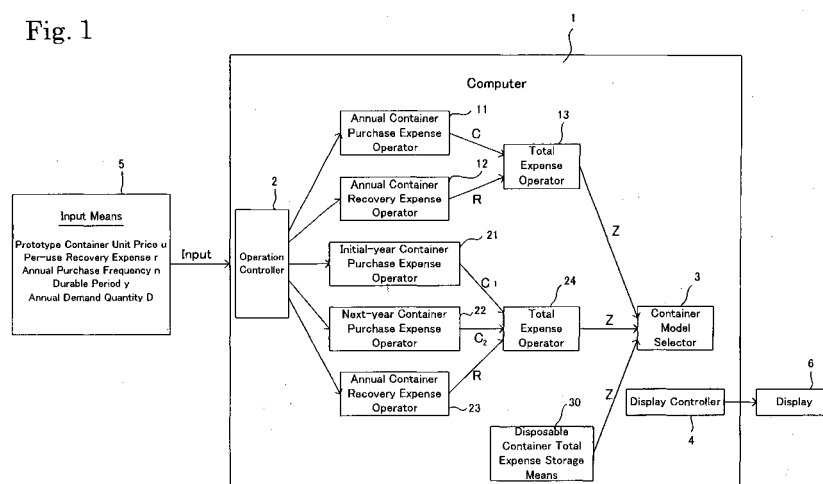 Fig. 1
1
Computer
5
Input Means
Prototype Container Unit Price u
Per-use Recovery Expense r
Annual Purchase Frequency n
Durable Period y
Annual Demand Quantity D
Input
2
Operation
Controller
11
Annual Container
Purchase Expense
Operator
C
12
Annual Container
Recovery Expense
Operator
R
13
Total
Expense
Operator
Z
21
Initial-year Container
Purchase Expense
Operator
C1
22
Next-year Container
Purchase Expense
Operator
C2
Annual Container
Recovery Expense
Operator
23
R
24
Total
Expense
Operator
Z
3
Container
Model
Selector
30
Disposable
Container Total
Expense Storage
Means
Z
Display Controller
4
6
Display